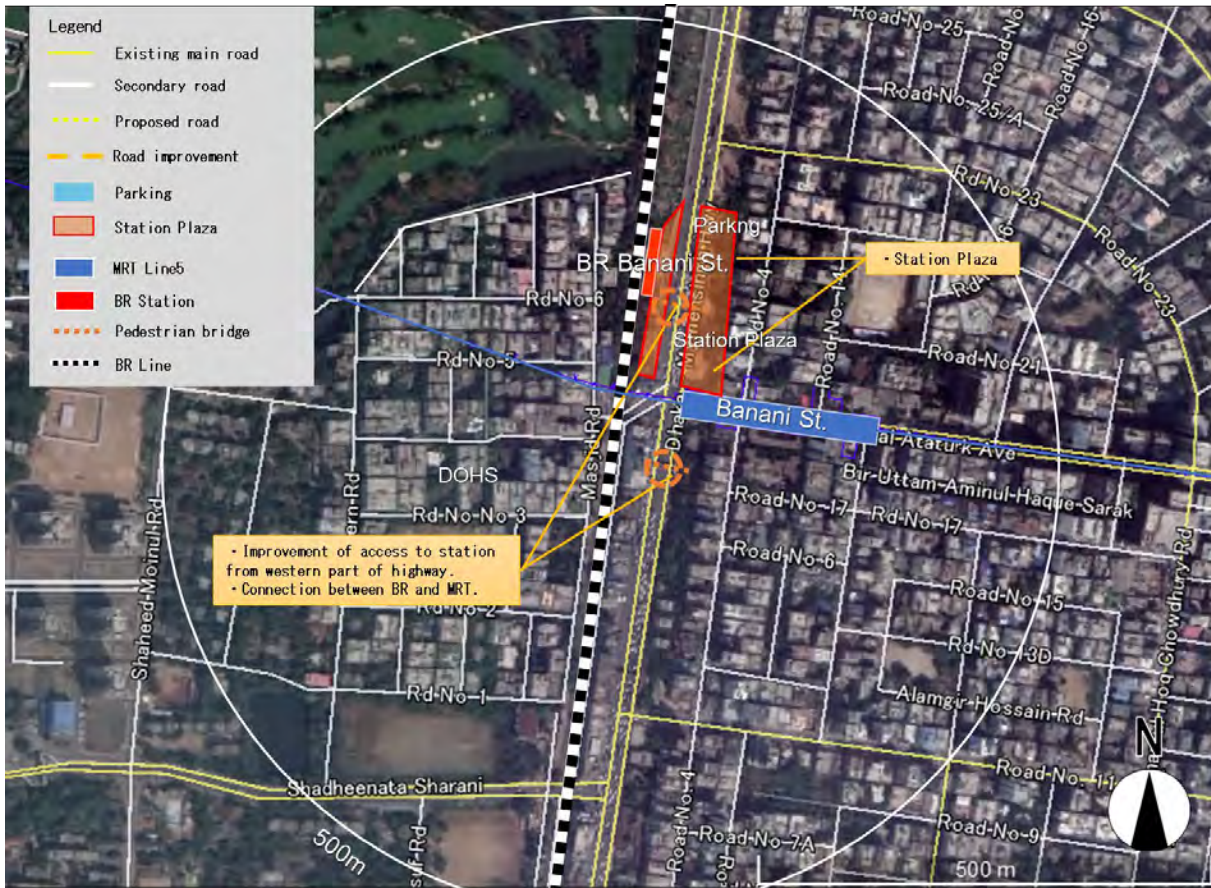 Legend
Existing main road
Secondary road
Proposed road
Road improvement
Parking
Station Plaza
MRT Line5
BR Station
Pedestrian bridge
BR Line
Road No. 25
Road No. 25/A
Rd No. 23
Road No. 23
Parkng
BR Banani St.
・Station Plaza
Rd No 6
Station Plaza
Rd No 5
Road No 21
Banani St.
Masjid Rd
DOHS
Bir Uttam Aminul Haque Sarak
Rd No No 3
Road No 17
Rd No 17
・Improvement of access to station
from western part of highway.
・Connection between BR and MRT.
Road No 6
Road No 15
Rd No 2
Rd No 13D
Shaheed Moinul Rd
Rd No 1
Alamgir Hossain Rd
Hoq Chowdhury Rd
N
Shadheenata Sharani
Road No. 11
Road No. 4
Road No 7A
Road No 9
500m
500 m